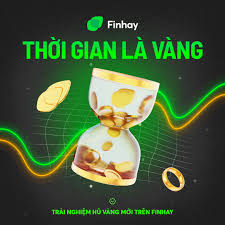 Finhay
THỜI GIAN LÀ VÀNG
TRẢI NGHIỆM HŨ VÀNG MỚI TRÊN FINHAY